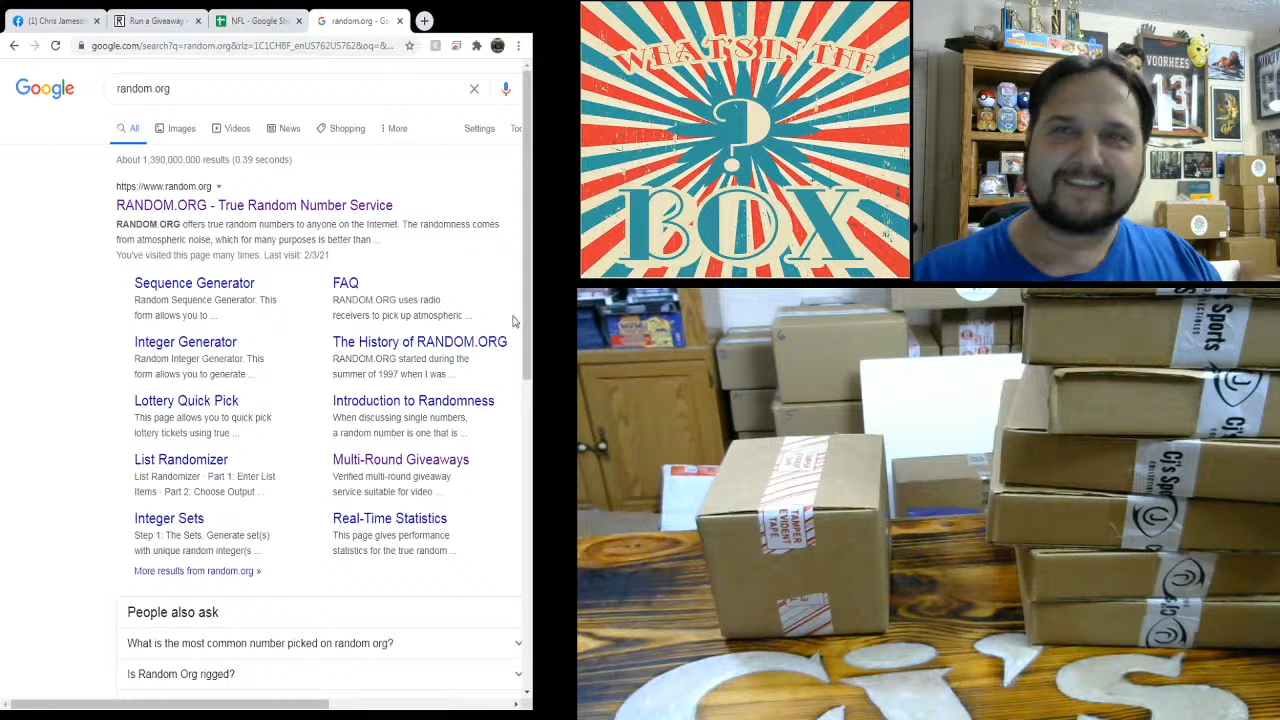 (1) Chris Jameso
Run a Giveaway -
NFL - Google She
random.org - Go
google.com/search?q=random.org&rlz=1C1CHBF_enUS762US762&oq=&...
Google
random.org
All
Images
Videos
News
Shopping
More
Settings
Too
About 1,390,000,000 results (0.39 seconds)
https://www.random.org
RANDOM.ORG - True Random Number Service
RANDOM.ORG offers true random numbers to anyone on the Internet. The randomness comes
from atmospheric noise, which for many purposes is better than ...
You've visited this page many times. Last visit: 2/3/21
Sequence Generator
Random Sequence Generator. This
form allows you to ...
FAQ
RANDOM.ORG uses radio
receivers to pick up atmospheric ...
Integer Generator
Random Integer Generator. This
form allows you to generate ...
The History of RANDOM.ORG
RANDOM.ORG started during the
summer of 1997 when I was ...
Lottery Quick Pick
This page allows you to quick pick
lottery tickets using true ...
Introduction to Randomness
When discussing single numbers,
a random number is one that is ...
List Randomizer
List Randomizer · Part 1: Enter List
Items · Part 2: Choose Output ...
Multi-Round Giveaways
Verified multi-round giveaway
service suitable for video ...
Integer Sets
Step 1: The Sets. Generate set(s)
with unique random integer(s) ...
Real-Time Statistics
This page gives performance
statistics for the true random ...
More results from random.org »
People also ask
What is the most common number picked on random org?
Is Random Org rigged?
WHAT'S IN THE
?
BOX
VOORHEES
13
TAMPER
EVIDENT
TAPE
Sports
COLLECTIBLES
Cj's Spo
Cj's